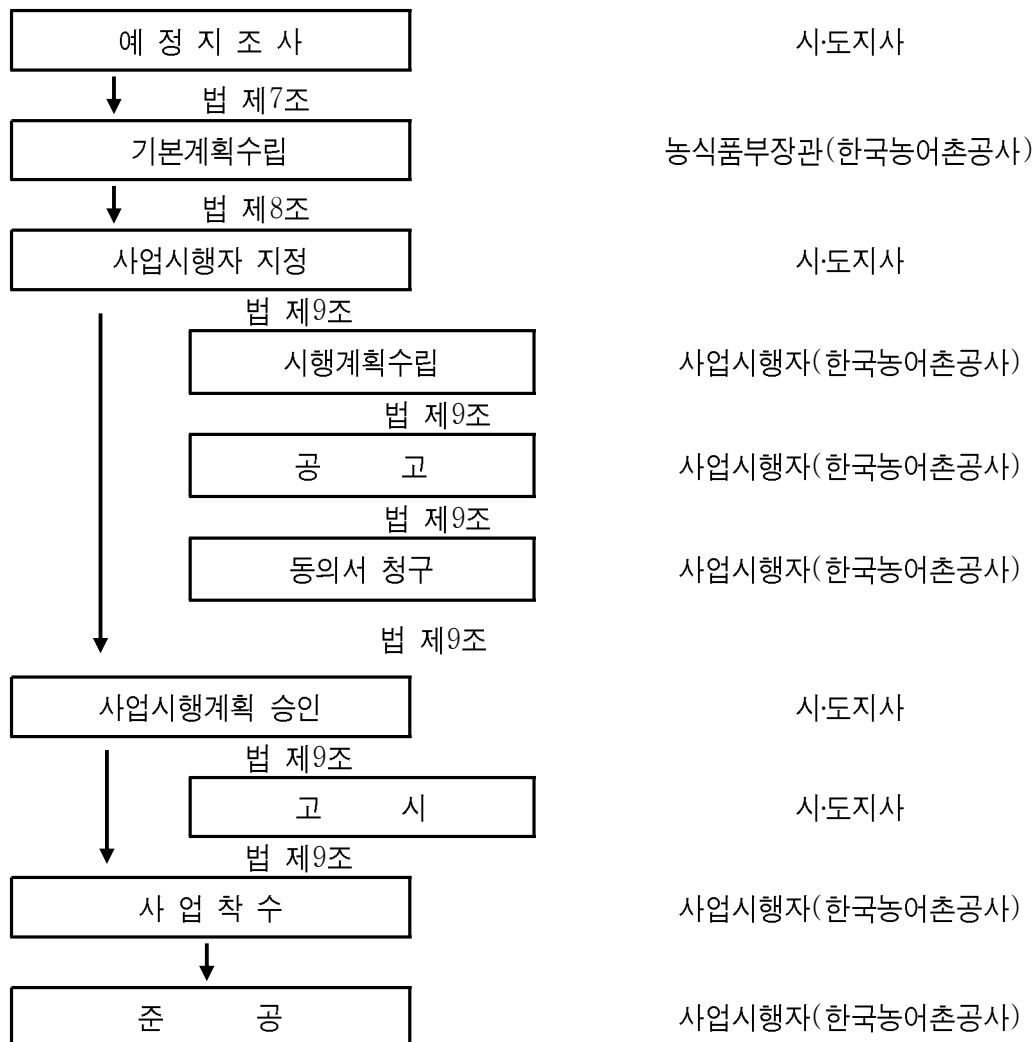 예 정 지 조 사 시·도지사
법 제7조
기본계획수립 농식품부장관(한국농어촌공사)
법 제8조
사업시행자 지정 시·도지사
법 제9조
시행계획수립 사업시행자(한국농어촌공사)
법 제9조
공 고 사업시행자(한국농어촌공사)
법 제9조
동의서 청구 사업시행자(한국농어촌공사)
법 제9조
사업시행계획 승인 시·도지사
법 제9조
고 시 시·도지사
법 제9조
사 업 착 수 사업시행자(한국농어촌공사)
준 공 사업시행자(한국농어촌공사)